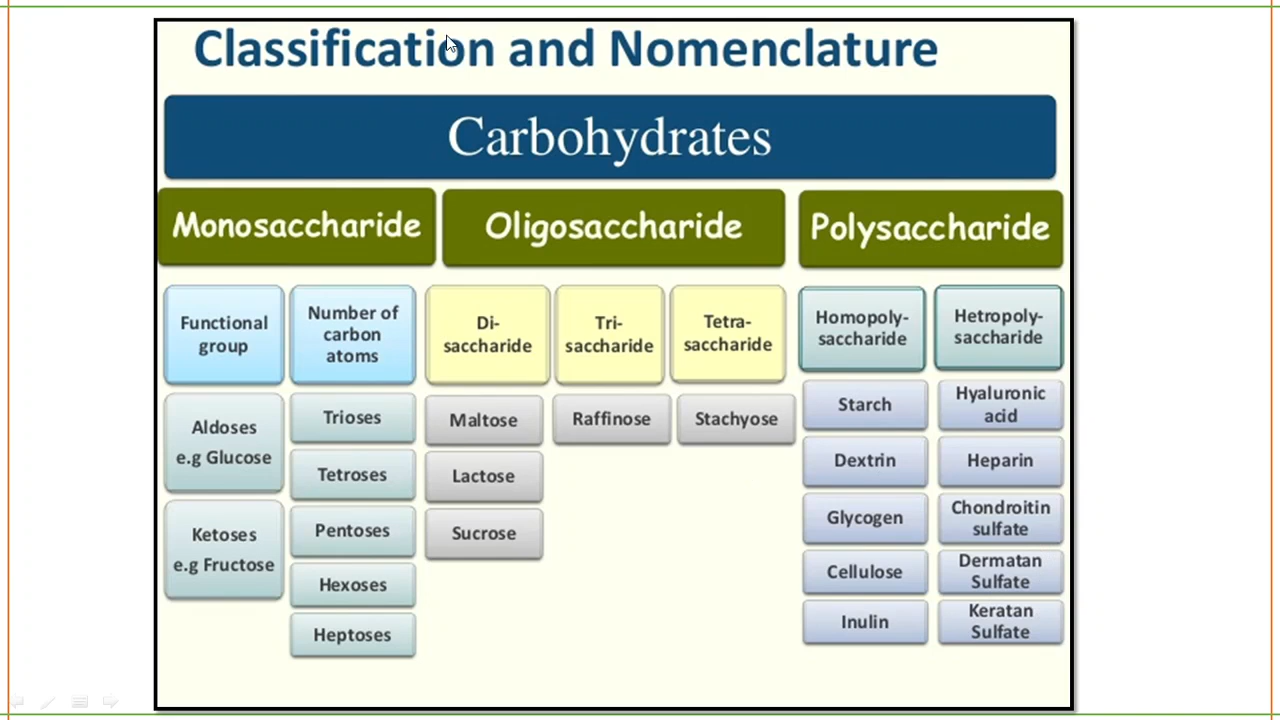 Classification and Nomenclature
Carbohydrates
Monosaccharide
Oligosaccharide
Polysaccharide
Functional
group
Number of
carbon
atoms
Di-
saccharide
Tri-
saccharide
Tetra-
saccharide
Homopoly-
saccharide
Hetropoly-
saccharide
Aldoses
e.g Glucose
Ketoses
e.g Fructose
Trioses
Tetroses
Pentoses
Hexoses
Heptoses
Maltose
Lactose
Sucrose
Raffinose
Stachyose
Starch
Dextrin
Glycogen
Cellulose
Inulin
Hyaluronic
acid
Heparin
Chondroitin
sulfate
Dermatan
Sulfate
Keratan
Sulfate